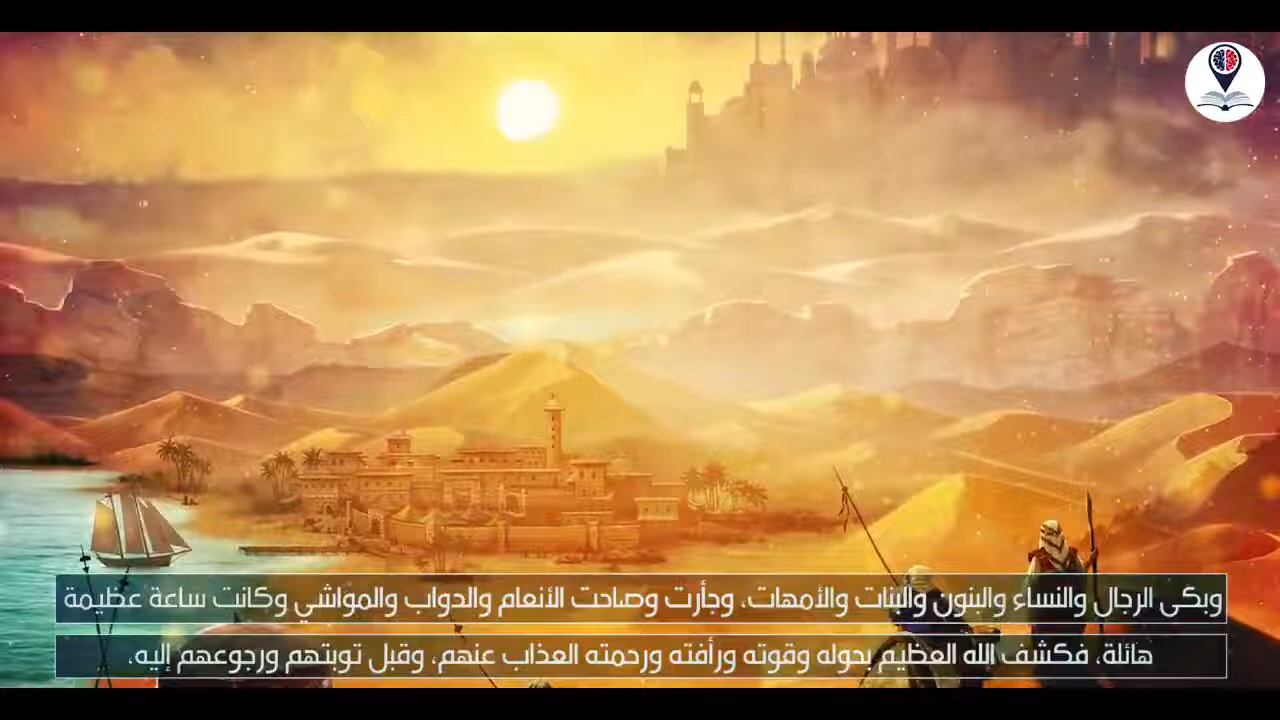 وبكى الرجال والنساء والبنون والبنات والأمهات، وجأرت وصاحت الأنعام والدواب والمواشي وكانت ساعة عظيمة
هائلة، فكشف الله العظيم بحوله وقوته ورأفته ورحمته العذاب عنهم، وقبل توبتهم ورجوعهم إليه،